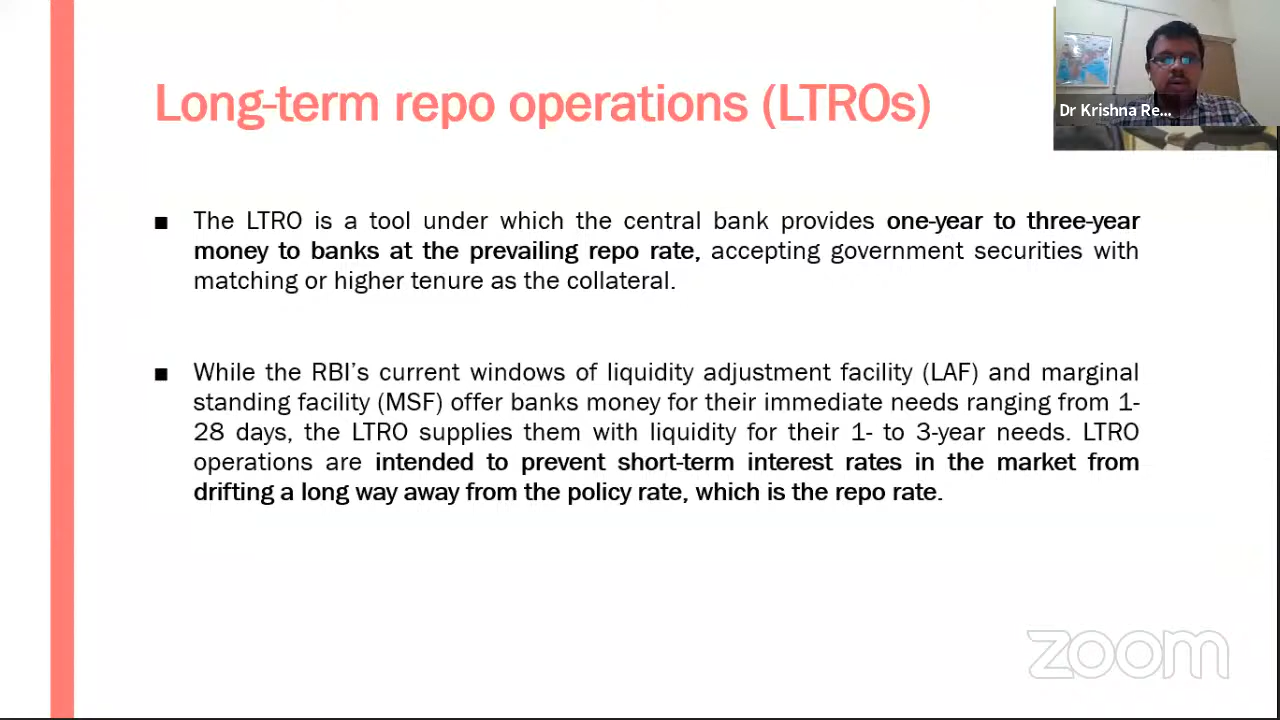 Long-term repo operations (LTROs)
Dr Krishna Re...
■ The LTRO is a tool under which the central bank provides one-year to three-year
money to banks at the prevailing repo rate, accepting government securities with
matching or higher tenure as the collateral.
■ While the RBI's current windows of liquidity adjustment facility (LAF) and marginal
standing facility (MSF) offer banks money for their immediate needs ranging from 1-
28 days, the LTRO supplies them with liquidity for their 1- to 3-year needs. LTRO
operations are intended to prevent short-term interest rates in the market from
drifting a long way away from the policy rate, which is the repo rate.
zoom